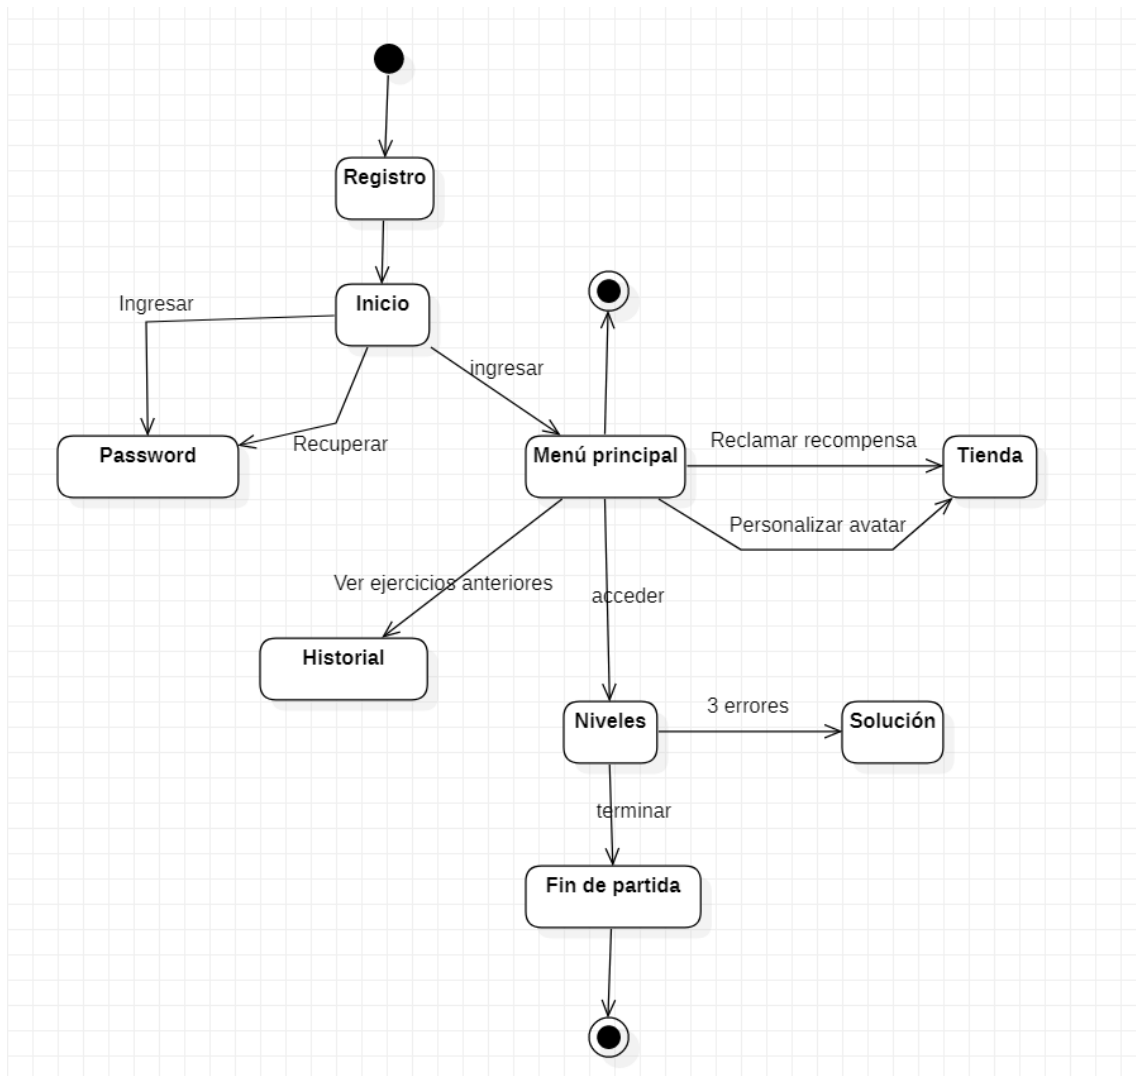 Registro
Inicio
Ingresar
ingresar
Recuperar
Password
Menú principal
Reclamar recompensa
Tienda
Personalizar avatar
Ver ejercicios anteriores
acceder
Historial
Niveles
3 errores
Solución
terminar
Fin de partida